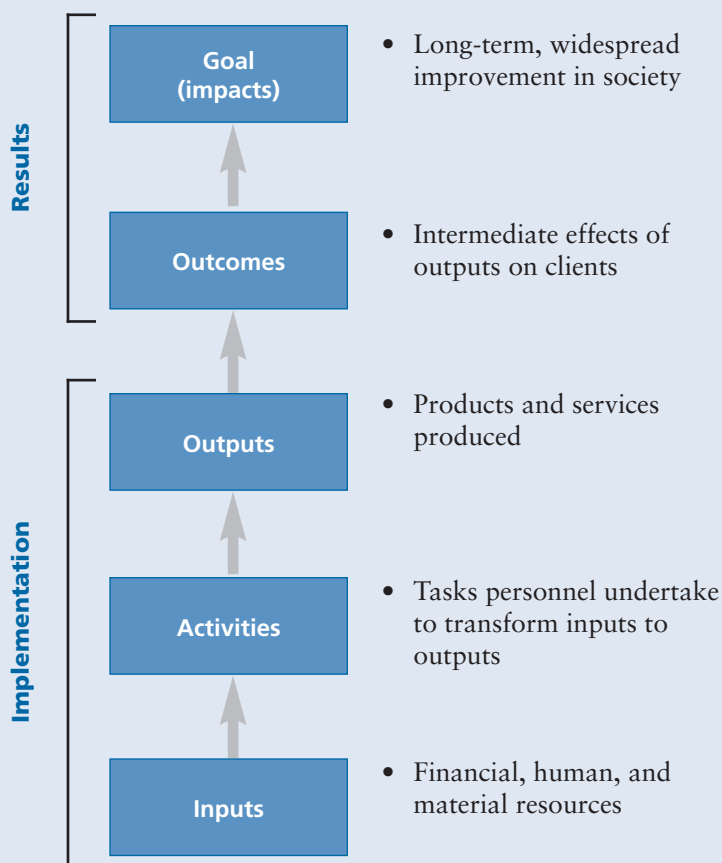 Results
Goal
(impacts)
• Long-term, widespread
improvement in society
Outcomes
• Intermediate effects of
outputs on clients
Implementation
Outputs
• Products and services
produced
Activities
• Tasks personnel undertake
to transform inputs to
outputs
Inputs
• Financial, human, and
material resources